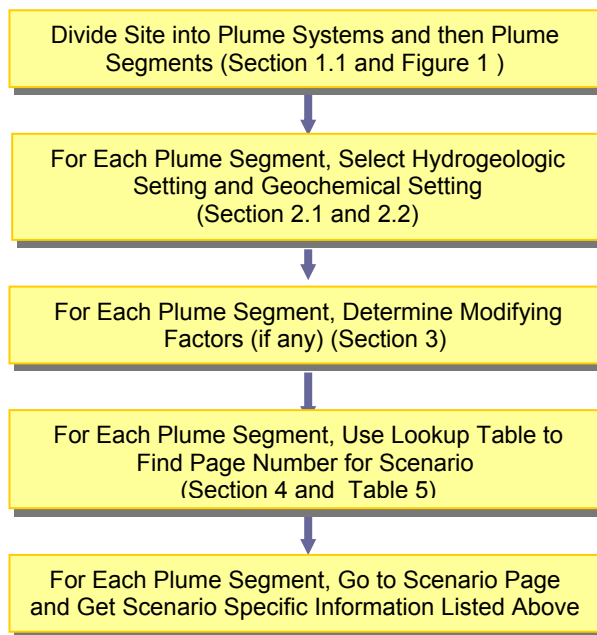 Divide Site into Plume Systems and then Plume
Segments (Section 1.1 and Figure 1 )
For Each Plume Segment, Select Hydrogeologic
Setting and Geochemical Setting
(Section 2.1 and 2.2)
For Each Plume Segment, Determine Modifying
Factors (if any) (Section 3)
For Each Plume Segment, Use Lookup Table to
Find Page Number for Scenario
(Section 4 and Table 5)
For Each Plume Segment, Go to Scenario Page
and Get Scenario Specific Information Listed Above